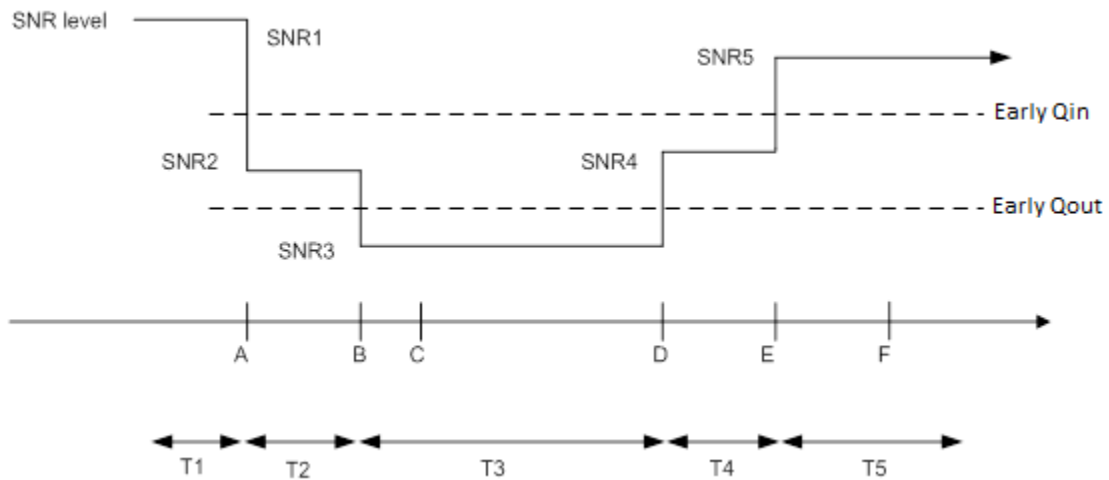 SNR level
SNR1
SNR5
Early Qin
SNR2
SNR4
Early Qout
SNR3
A B C D E F
T1 T2 T3 T4 T5